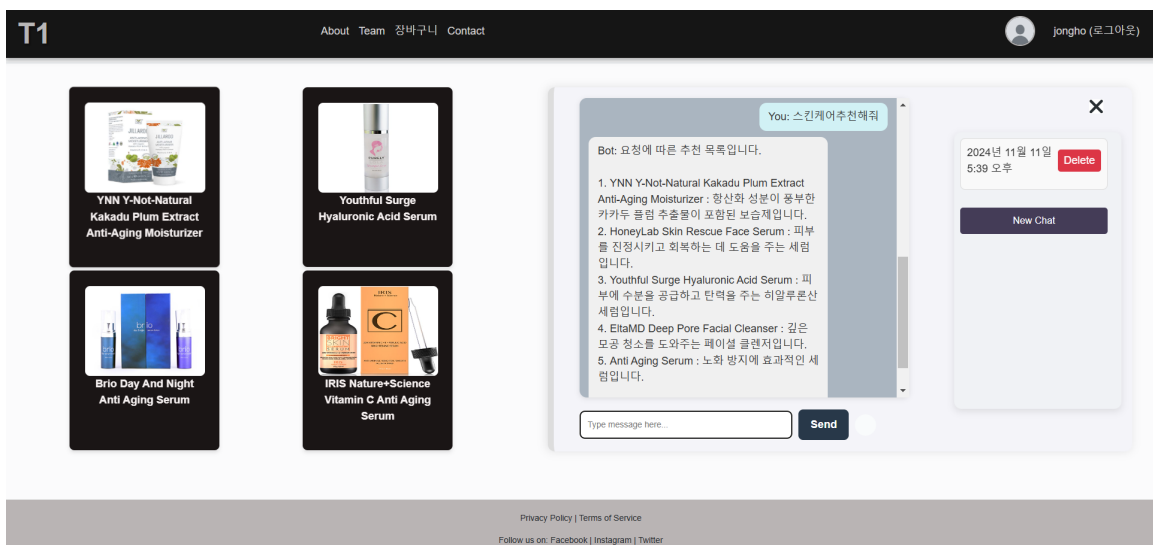 T1
About Team 장바구니 Contact
jongho (로그아웃)
YNN Y-Not-Natural
Kakadu Plum Extract
Anti-Aging Moisturizer
Youthful Surge
Hyaluronic Acid Serum
Brio Day And Night
Anti Aging Serum
IRIS Nature+Science
Vitamin C Anti Aging
Serum
You: 스킨케어추천해줘
Bot: 요청에 따른 추천 목록입니다.
1. YNN Y-Not-Natural Kakadu Plum Extract
Anti-Aging Moisturizer : 항산화 성분이 풍부한
카카두 플럼 추출물이 포함된 보습제입니다.
2. HoneyLab Skin Rescue Face Serum : 피부
를 진정시키고 회복하는 데 도움을 주는 세럼
입니다.
3. Youthful Surge Hyaluronic Acid Serum : 피
부에 수분을 공급하고 탄력을 주는 히알루론산
세럼입니다.
4. EltaMD Deep Pore Facial Cleanser : 깊은
모공 청소를 도와주는 페이셜 클렌저입니다.
5. Anti Aging Serum : 노화 방지에 효과적인 세
럼입니다.
Type message here...
Send
2024년 11월 11일
5:39 오후
Delete
New Chat
Privacy Policy | Terms of Service
Follow us on: Facebook | Instagram | Twitter